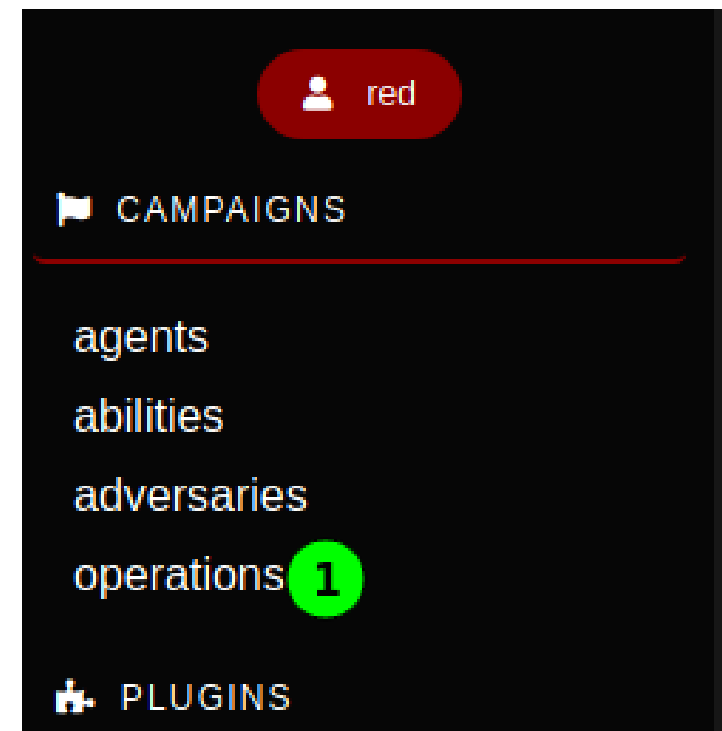 red
CAMPAIGNS
agents
abilities
adversaries
operations 1
PLUGINS